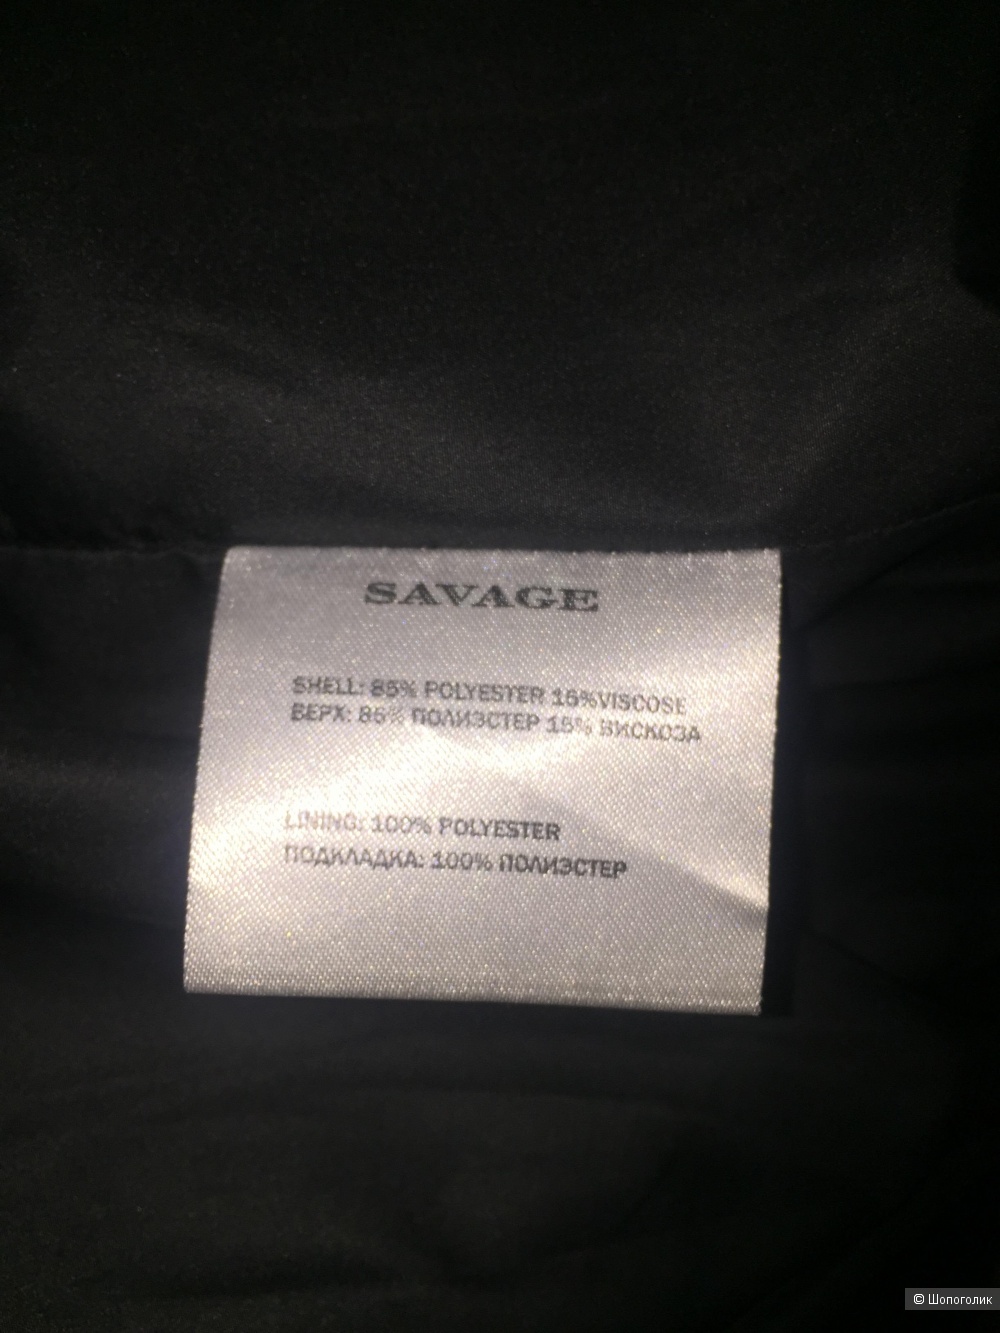 SAVAGE
SHELL: 85% POLYESTER 15%VISCOSE
ВЕРХ: 85% ПОЛИЭСТЕР 15% ВИСКОЗА
LINING: 100% POLYESTER
ПОДКЛАДКА: 100% ПОЛИЭСТЕР
© Шопоголик